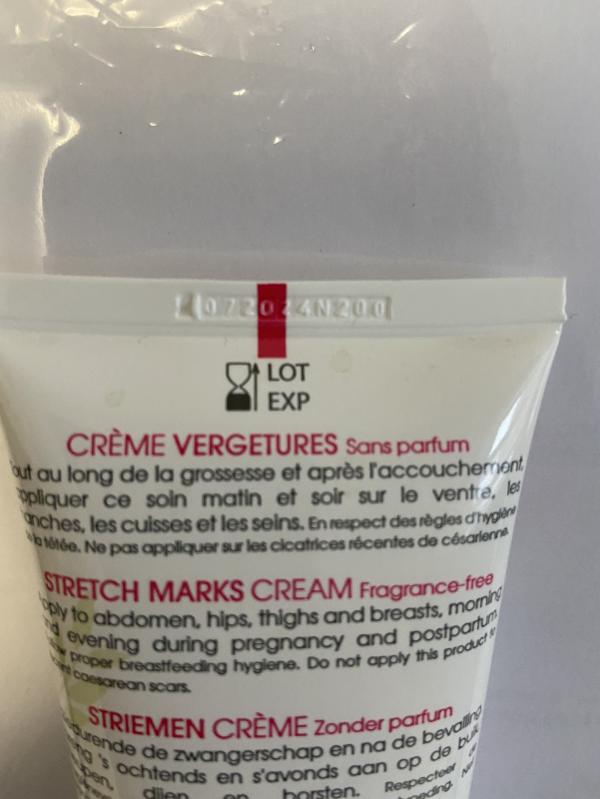 072024N200
LOT
EXP
CRÈME VERGETURES Sans parfum
au long de la grossesse et après l'accouchement,
appliquer ce soin matin et soir sur le ventre, les
hanches, les cuisses et les seins. En respect des règles d'hygiène
la tétée. Ne pas appliquer sur les cicatrices récentes de césarienne.
STRETCH MARKS CREAM Fragrance-free
Apply to abdomen, hips, thighs and breasts, morning
and evening during pregnancy and postpartum.
proper breastfeeding hygiene. Do not apply this product to
caesarean scars.
STRIEMEN CRÈME Zonder parfum
de zwangerschap en na de bevalling
's ochtends en s'avonds aan op de buik,
dijen en borsten. Respecteer